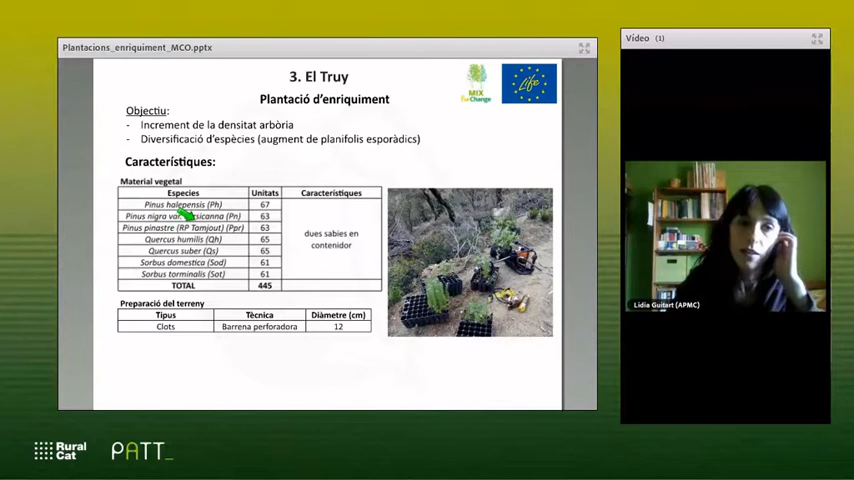 Plantacions_enriquiment_MCO.pptx
Vídeo (1)
3. El Truy
Plantació d'enriquiment
MIX
ForChange
Life
Objectiu:
- Increment de la densitat arbòria
- Diversificació d'espècies (augment de planifolis esporàdics)
Característiques:
Material vegetal
Especies Unitats Característiques
Pinus halepensis (Ph) 67
Pinus nigra var. (Pn) 63
Pinus pinastre (RP Tamjout) (Ppr) 63
Quercus humilis (Qh) 65
Quercus suber (Qs) 65
Sorbus domestica (Sod) 61
Sorbus torminalis (Sot) 61
TOTAL 445
dues sabies en
contenidor
Preparació del terreny
Tipus Tècnica Diàmetre (cm)
Clots Barrena perforadora 12
Lidia Guitart (APMC)
Rural
Cat
PATT_